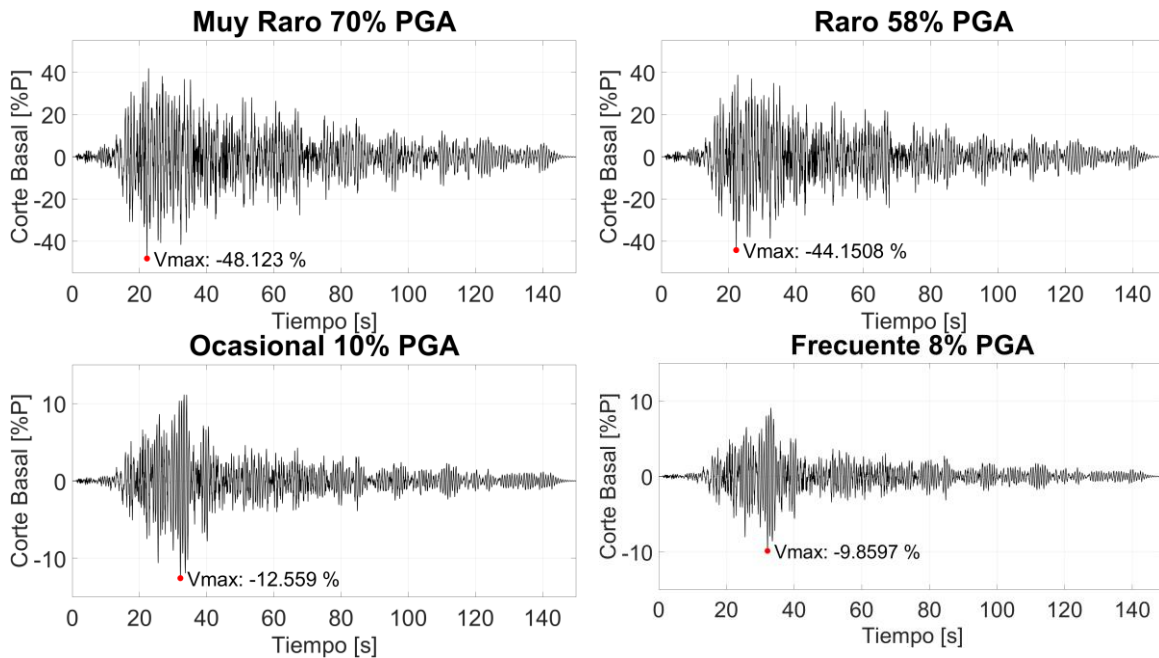 Muy Raro 70% PGA
Corte Basal [%P]
40
20
0
-20
-40
Vmax: -48.123 %
0 20 40 60 80 100 120 140
Tiempo [s]
Raro 58% PGA
Corte Basal [%P]
40
20
0
-20
-40
Vmax: -44.1508 %
0 20 40 60 80 100 120 140
Tiempo [s]
Ocasional 10% PGA
Corte Basal [%P]
10
0
-10
Vmax: -12.559 %
0 20 40 60 80 100 120 140
Tiempo [s]
Frecuente 8% PGA
Corte Basal [%P]
10
0
-10
Vmax: -9.8597 %
0 20 40 60 80 100 120 140
Tiempo [s]